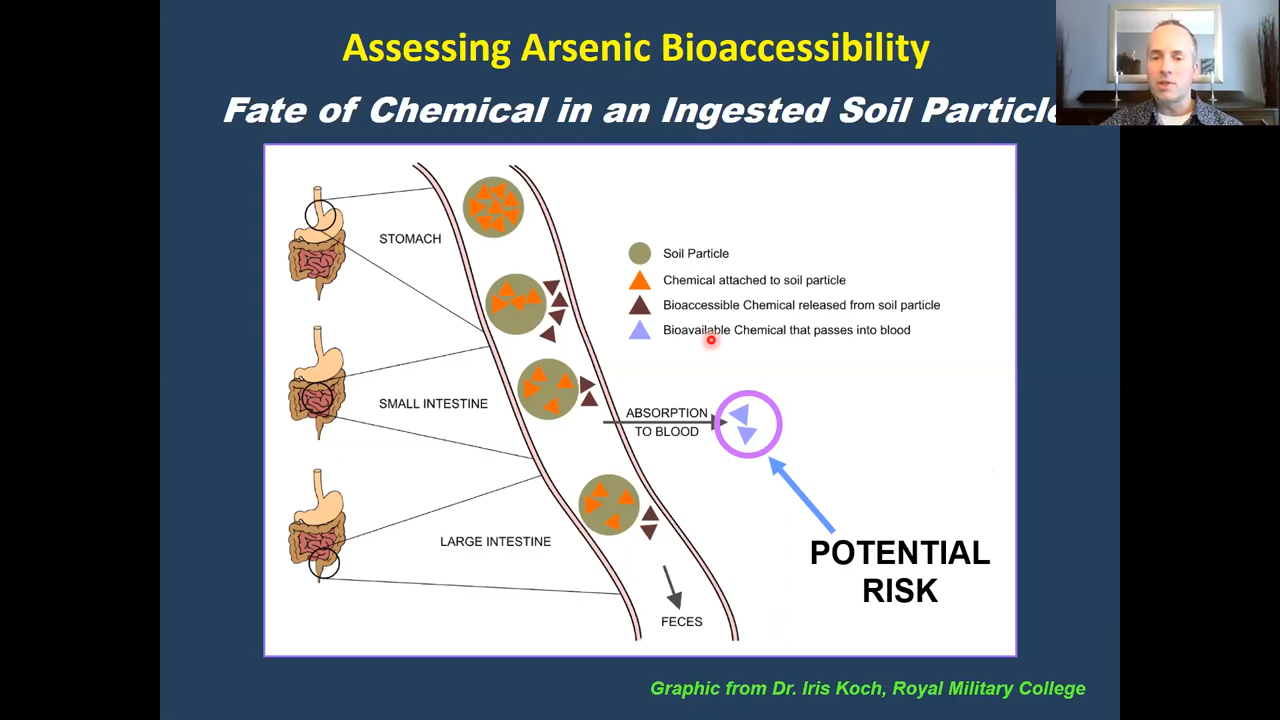 Assessing Arsenic Bioaccessibility
Fate of Chemical in an Ingested Soil Particle
STOMACH
Soil Particle
Chemical attached to soil particle
Bioaccessible Chemical released from soil particle
Bioavailable Chemical that passes into blood
SMALL INTESTINE
ABSORPTION
TO BLOOD
LARGE INTESTINE
POTENTIAL
RISK
FECES
Graphic from Dr. Iris Koch, Royal Military College